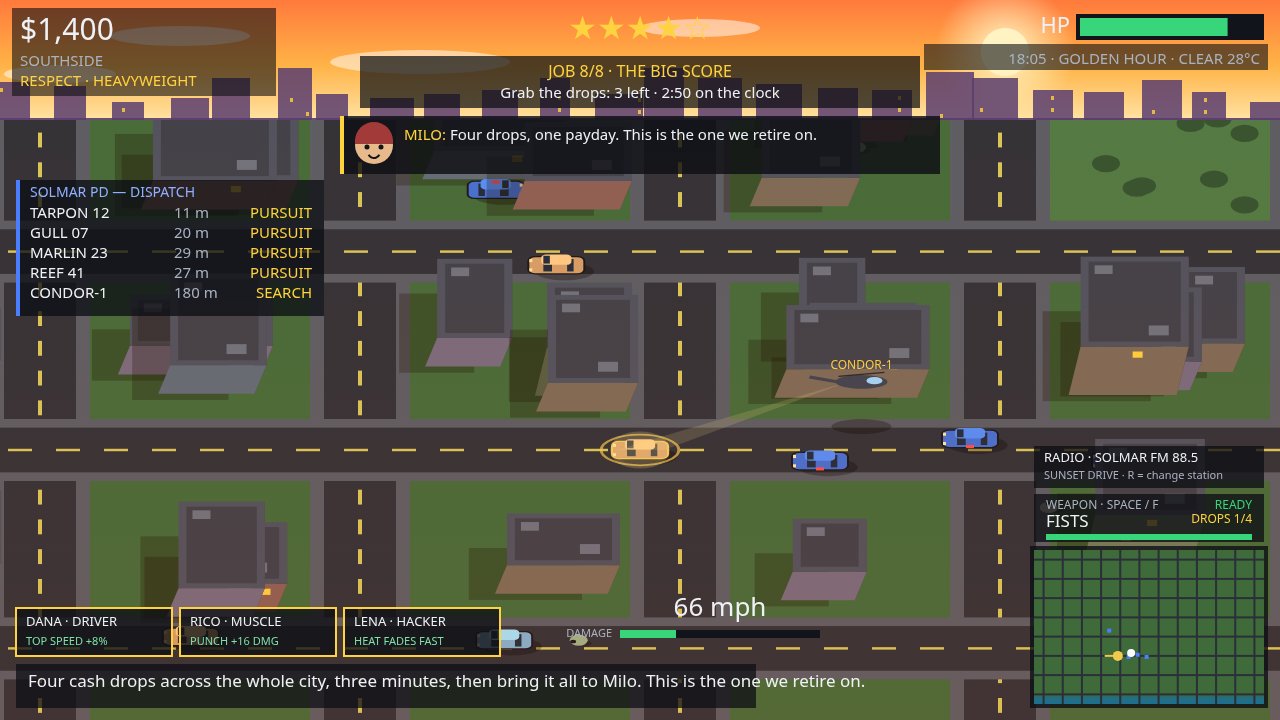 $1,400
SOUTHSIDE
RESPECT · HEAVYWEIGHT
★★★★☆
HP
18:05 · GOLDEN HOUR · CLEAR 28°C
JOB 8/8 · THE BIG SCORE
Grab the drops: 3 left · 2:50 on the clock
MILO: Four drops, one payday. This is the one we retire on.
SOLMAR PD — DISPATCH
TARPON 12 11 m PURSUIT
GULL 07 20 m PURSUIT
MARLIN 23 29 m PURSUIT
REEF 41 27 m PURSUIT
CONDOR-1 180 m SEARCH
CONDOR-1
RADIO · SOLMAR FM 88.5
SUNSET DRIVE · R = change station
WEAPON · SPACE / F READY
FISTS DROPS 1/4
66 mph
DAMAGE
DANA · DRIVER
TOP SPEED +8%
RICO · MUSCLE
PUNCH +16 DMG
LENA · HACKER
HEAT FADES FAST
Four cash drops across the whole city, three minutes, then bring it all to Milo. This is the one we retire on.